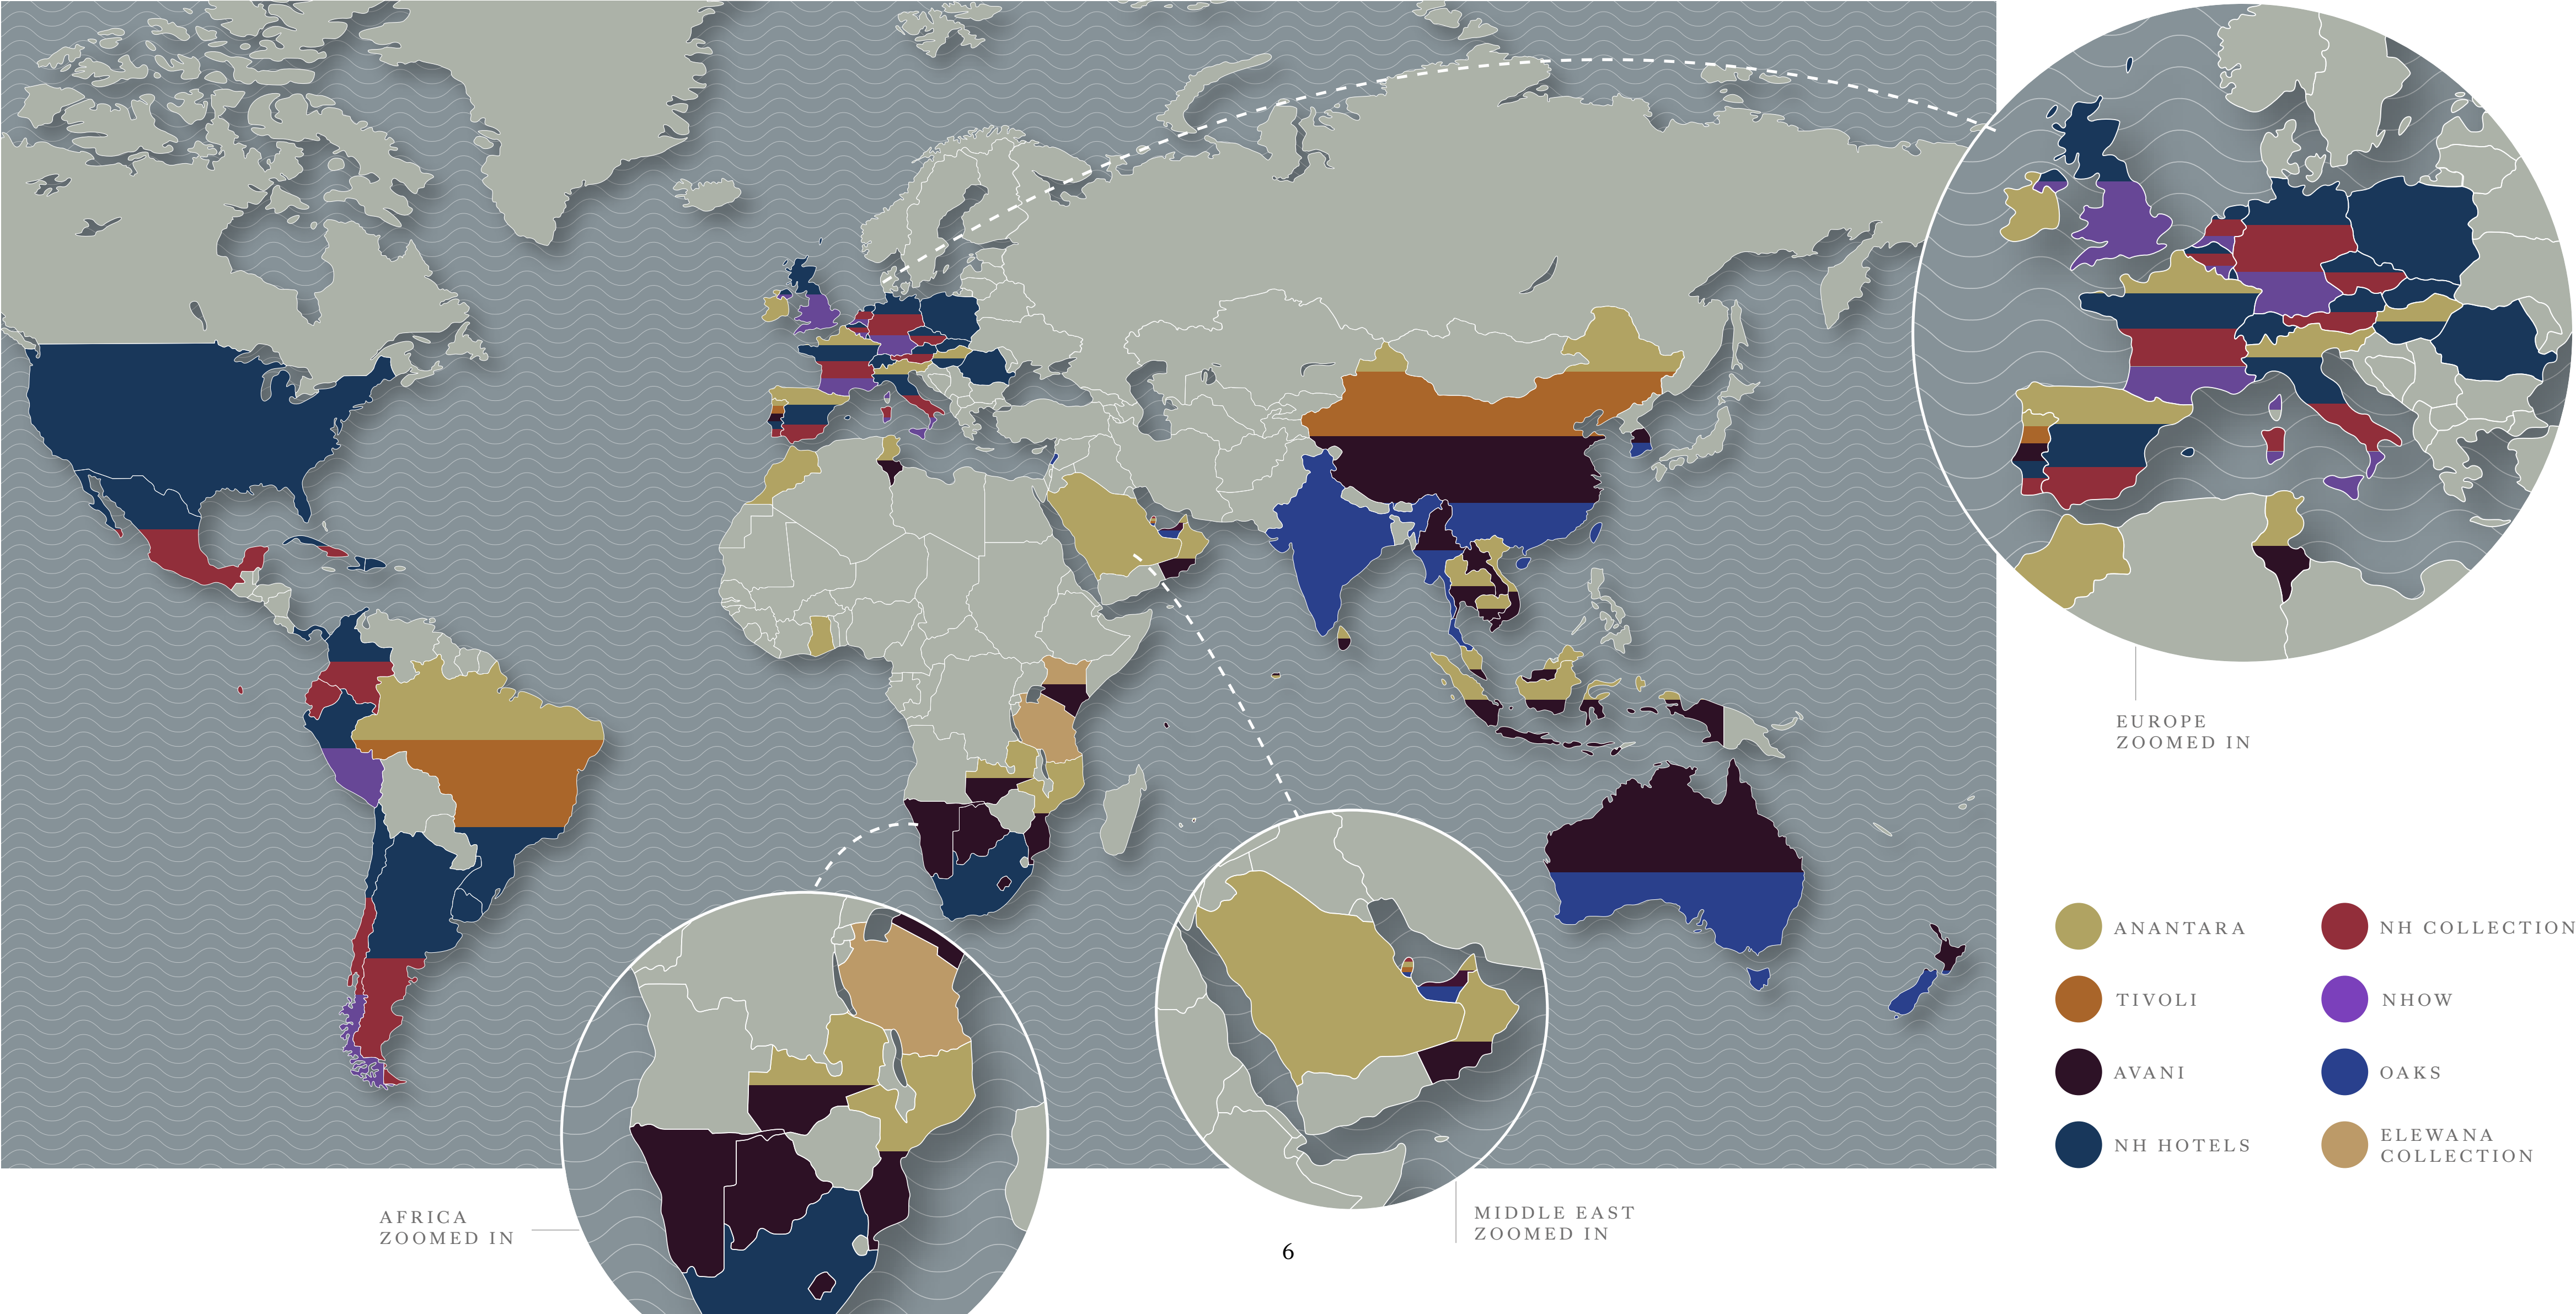 EUROPE
ZOOMED IN
ANANTARA
NH COLLECTION
TIVOLI
NHOW
AVANI
OAKS
NH HOTELS
ELEWANA
COLLECTION
AFRICA
ZOOMED IN
MIDDLE EAST
ZOOMED IN
6